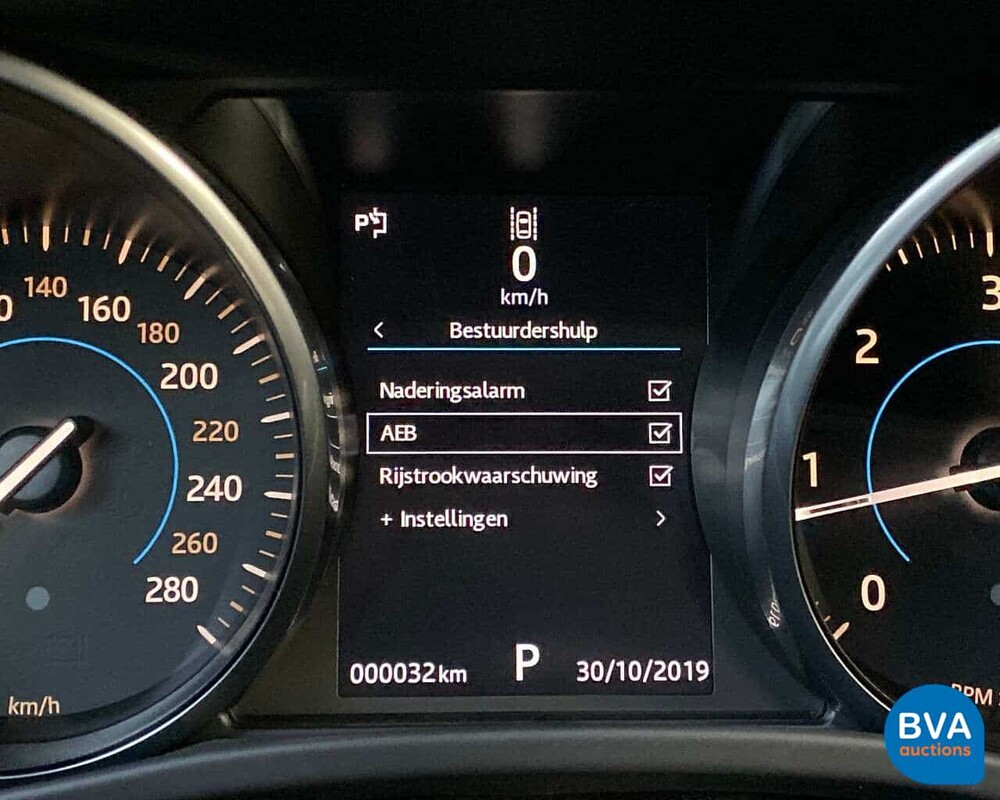 140
160
180
200
220
240
260
280
km/h
P
0
km/h
Bestuurdershulp
Naderingsalarm
AEB
Rijstrookwaarschuwing
+ Instellingen
000032km
P
30/10/2019
3
2
1
0
RPM
BVA
auctions